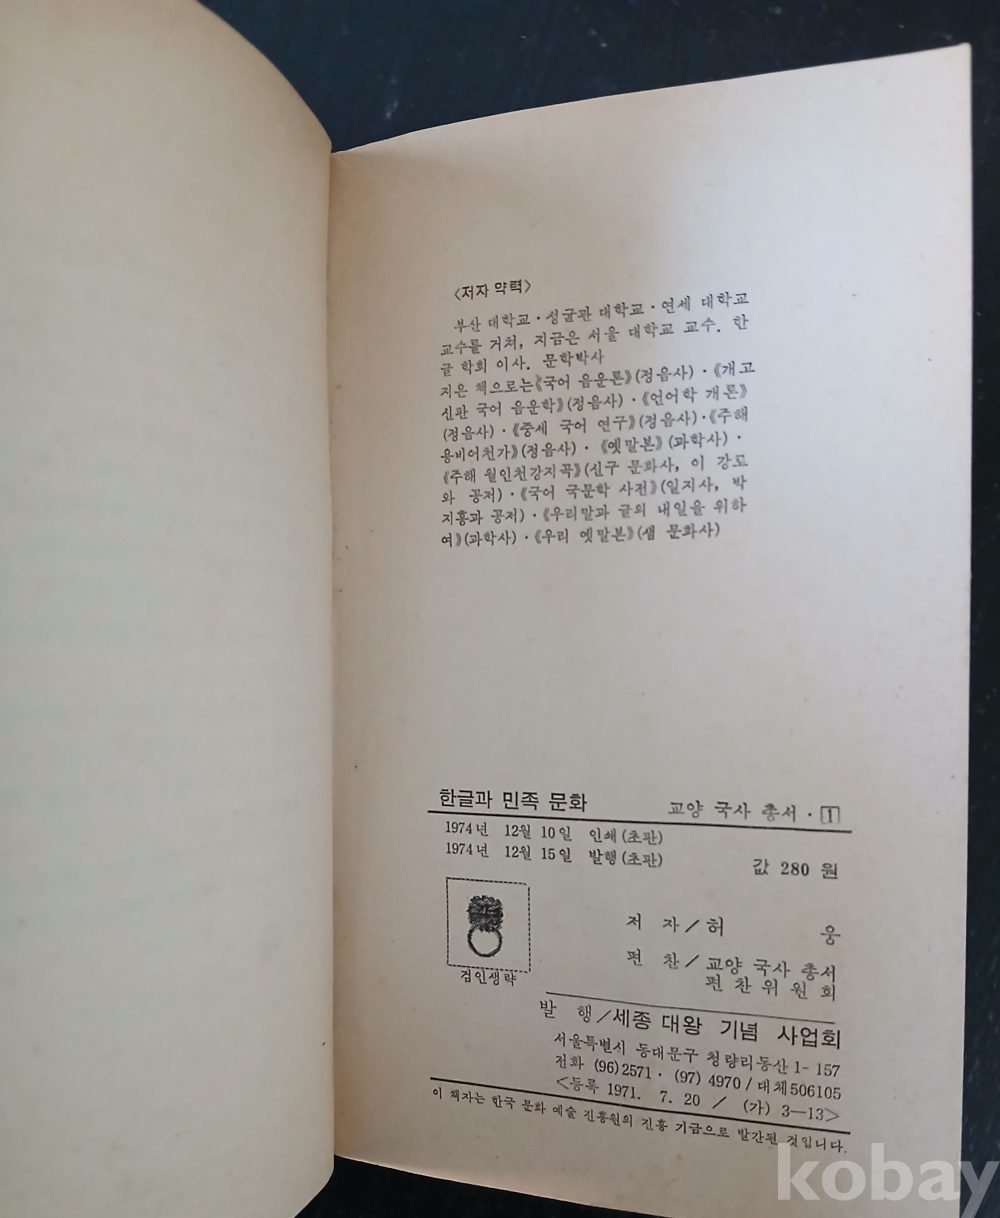 〈저자 약력〉
부산 대학교·성균관 대학교·연세 대학교
교수를 거쳐, 지금은 서울 대학교 교수. 한
글 학회 이사. 문학박사
지은 책으로는《국어 음운론》(정음사)·《개고
신판 국어 음운학》(정음사)·《언어학 개론》
(정음사)·《중세 국어 연구》(정음사)·《주해
용비어천가》(정음사)· 《옛말본》(과학사)·
《주해 월인천강지곡》(신구 문화사, 이 강로
와 공저)·《국어 국문학 사전》(일지사, 박
지홍과 공저)·《우리말과 글의 내일을 위하
여》(과학사)·《우리 옛말본》(샘 문화사)
한글과 민족 문화 교양 국사 총서·1
1974년 12월 10일 인쇄(초판)
1974년 12월 15일 발행(초판)
값 280 원
검인생략
저 자/허 웅
편 찬/교양 국사 총서
편찬위원회
발 행/세종 대왕 기념 사업회
서울특별시 동대문구 청량리동산 1- 157
전화 (96)2571·(97)4970/대체506105
<등록 1971. 7. 20 / (가) 3—13>
이 책자는 한국 문화 예술 진흥원의 진흥 기금으로 발간된 것입니다.
kobay